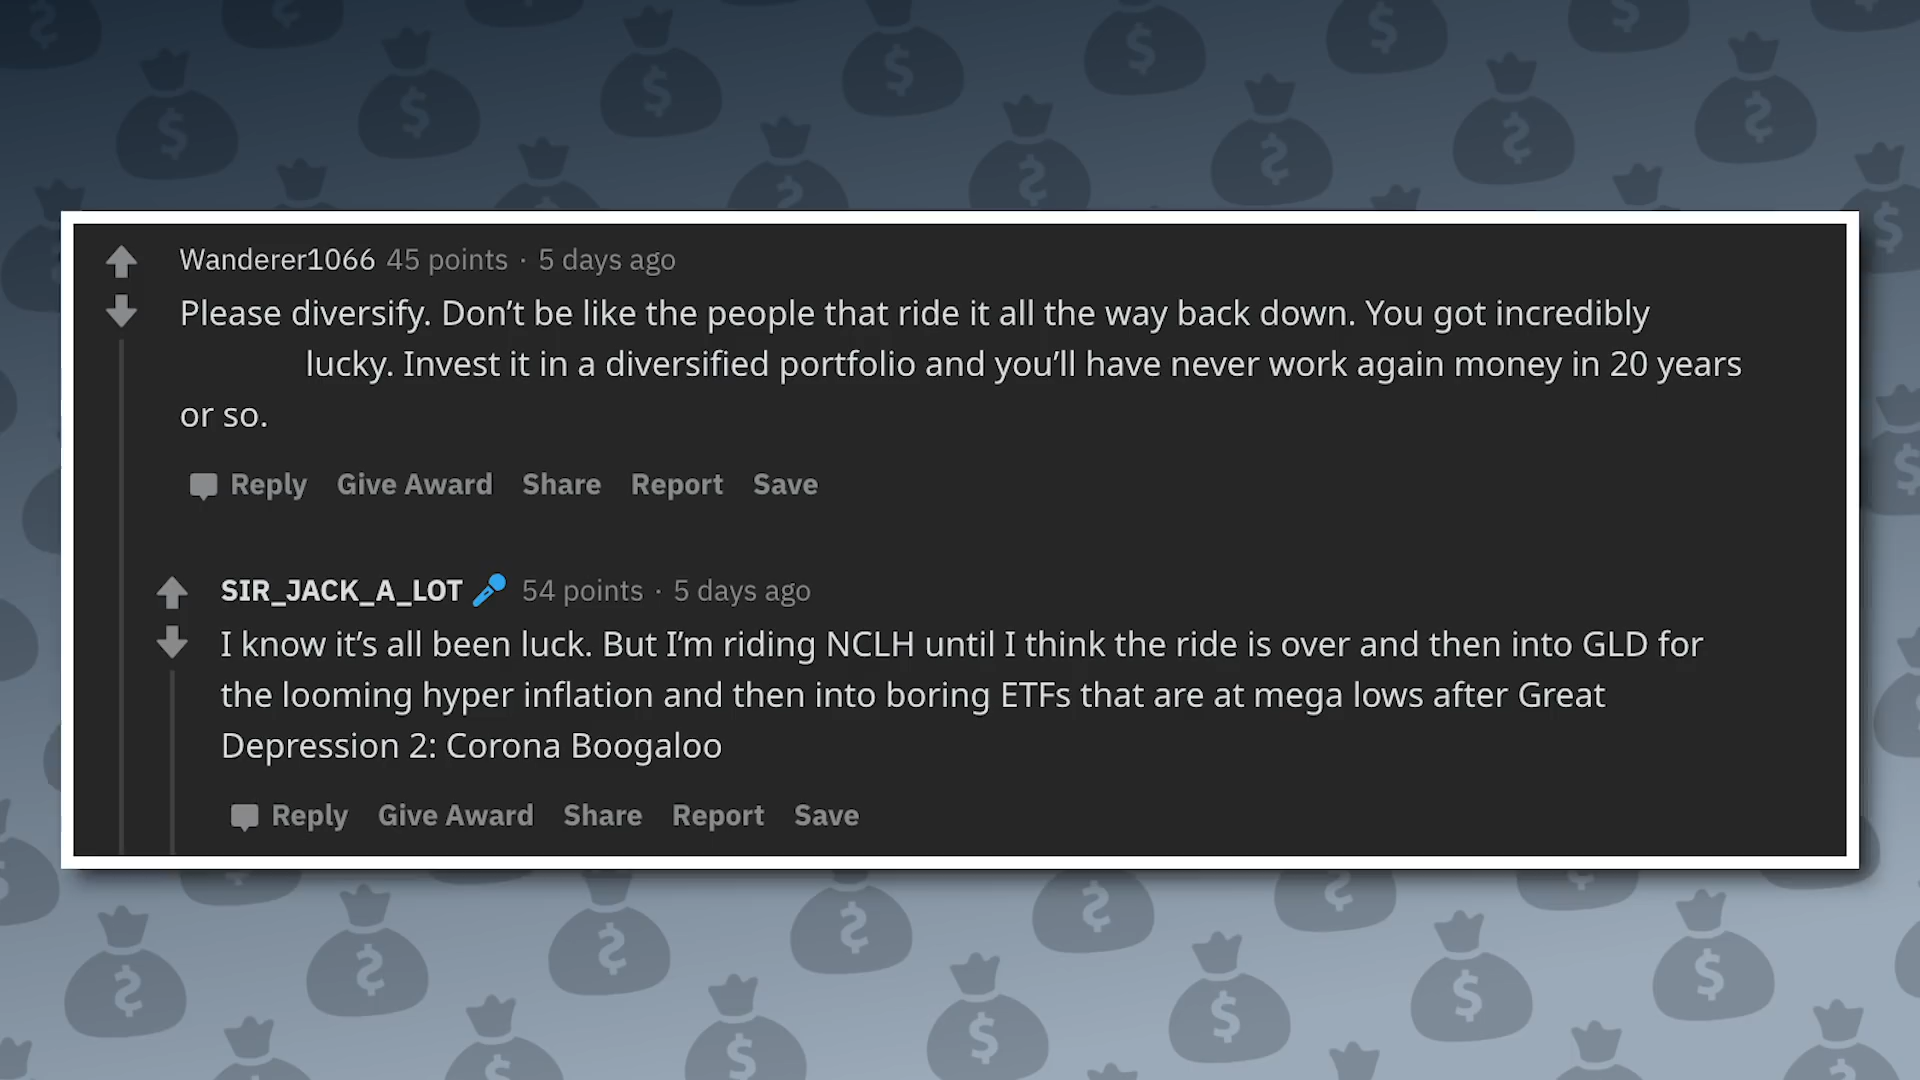 Wanderer1066 45 points · 5 days ago
Please diversify. Don’t be like the people that ride it all the way back down. You got incredibly
lucky. Invest it in a diversified portfolio and you’ll have never work again money in 20 years
or so.
Reply Give Award Share Report Save
SIR_JACK_A_LOT 54 points · 5 days ago
I know it’s all been luck. But I’m riding NCLH until I think the ride is over and then into GLD for
the looming hyper inflation and then into boring ETFs that are at mega lows after Great
Depression 2: Corona Boogaloo
Reply Give Award Share Report Save